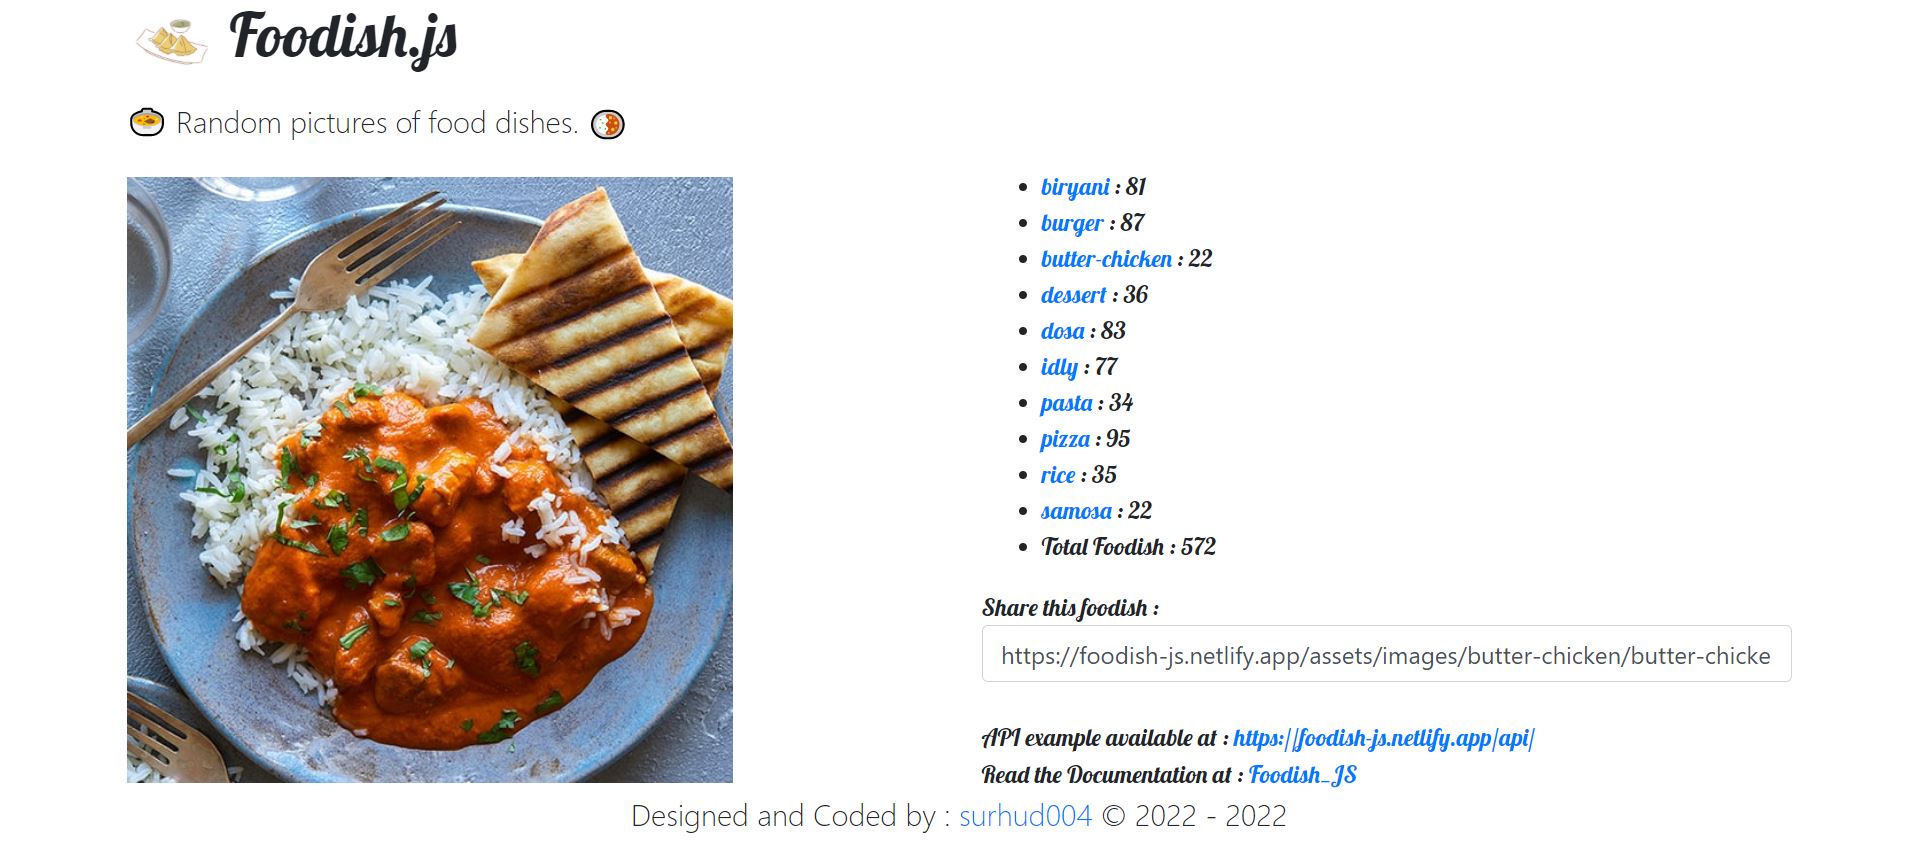 Foodish.js
Random pictures of food dishes.
biryani : 81
burger : 87
butter-chicken : 22
dessert : 36
dosa : 83
idly : 77
pasta : 34
pizza : 95
rice : 35
samosa : 22
Total Foodish : 572
Share this foodish :
https://foodish-js.netlify.app/assets/images/butter-chicken/butter-chicke
API example available at : https://foodish-js.netlify.app/api/
Read the Documentation at : Foodish_JS
Designed and Coded by : surhud004 © 2022 - 2022